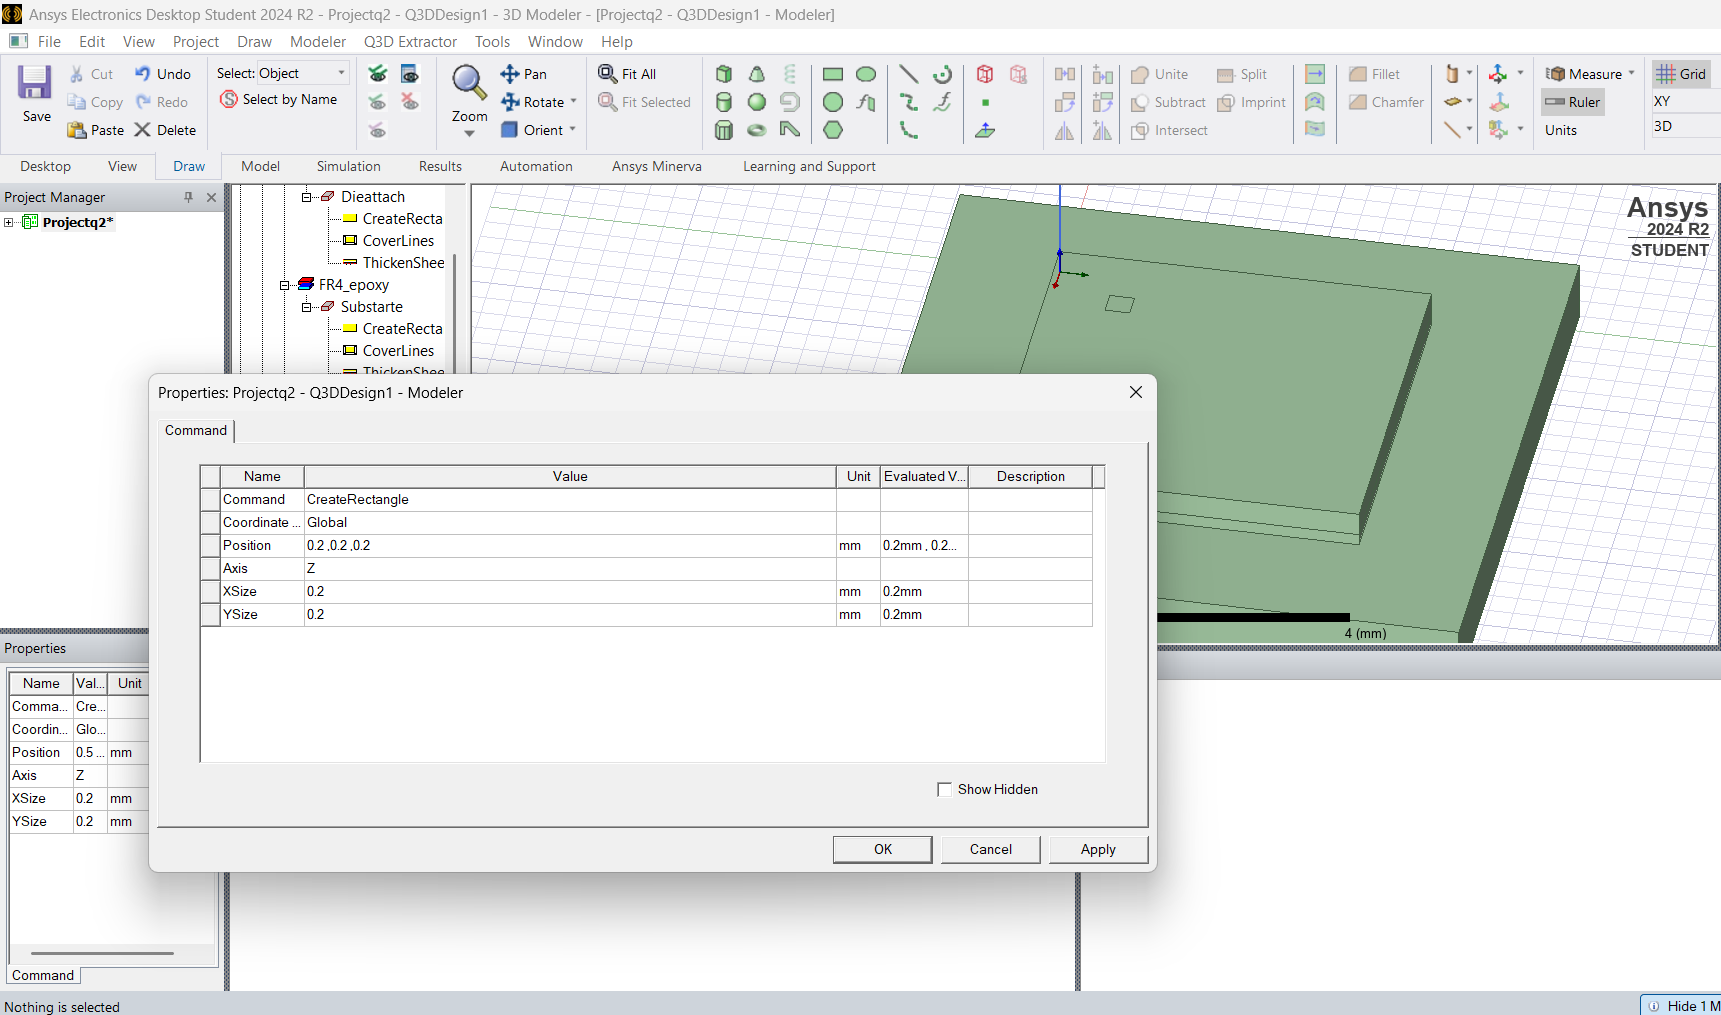 Ansys Electronics Desktop Student 2024 R2 - Projectq2 - Q3DDesign1 - 3D Modeler - [Projectq2 - Q3DDesign1 - Modeler]
File Edit View Project Draw Modeler Q3D Extractor Tools Window Help
Save
Cut
Copy
Paste
Undo
Redo
Delete
Select: Object
Select by Name
Zoom
Pan
Rotate
Orient
Fit All
Fit Selected
Unite
Subtract
Intersect
Split
Imprint
Fillet
Chamfer
Measure
Ruler
Units
Grid
XY
3D
Desktop View Draw Model Simulation Results Automation Ansys Minerva Learning and Support
Project Manager
Projectq2*
Dieattach
CreateRecta
CoverLines
ThickenShee
FR4_epoxy
Substarte
CreateRecta
CoverLines
ThickenShee
Ansys
2024 R2
STUDENT
4 (mm)
Properties: Projectq2 - Q3DDesign1 - Modeler
Command
Name Value Unit Evaluated V... Description
Command CreateRectangle
Coordinate ... Global
Position 0.2 ,0.2 ,0.2 mm 0.2mm , 0.2...
Axis Z
XSize 0.2 mm 0.2mm
YSize 0.2 mm 0.2mm
Show Hidden
OK Cancel Apply
Properties
Name Val... Unit
Comma... Cre...
Coordin... Glo...
Position 0.5 ... mm
Axis Z
XSize 0.2 mm
YSize 0.2 mm
Command
Nothing is selected
Hide 1 M